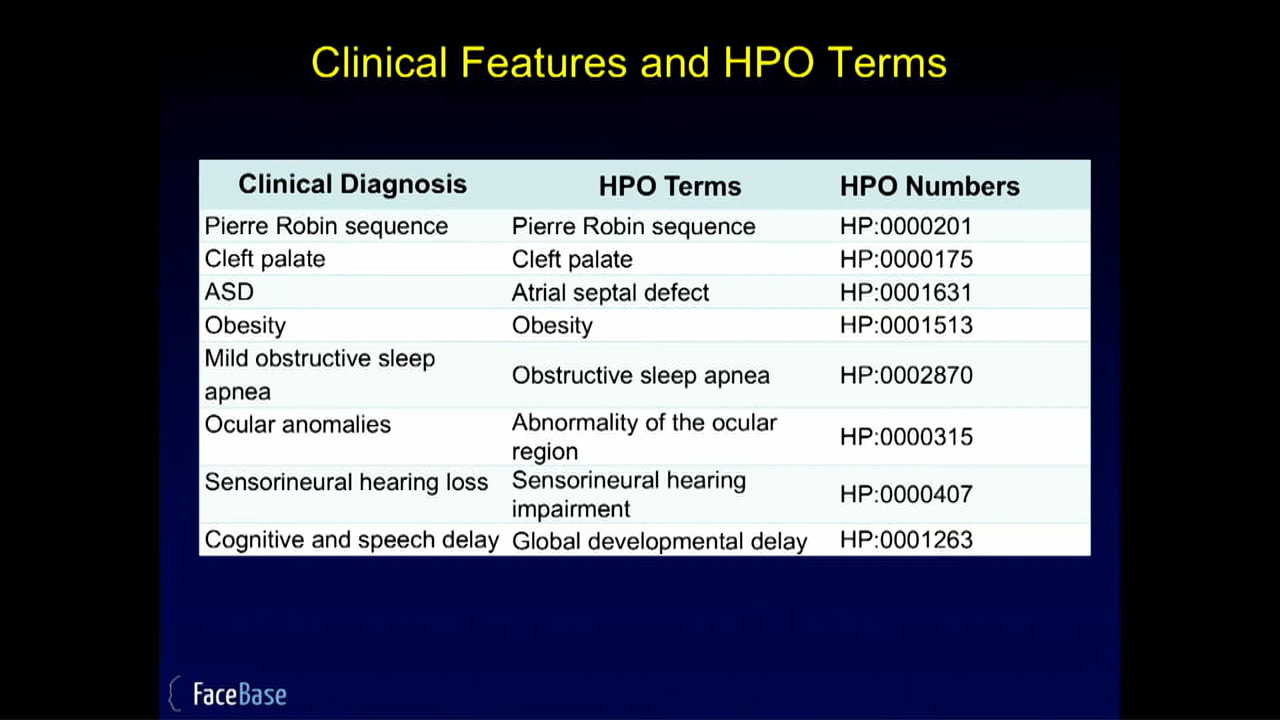 Clinical Features and HPO Terms
Clinical Diagnosis HPO Terms HPO Numbers
Pierre Robin sequence Pierre Robin sequence HP:0000201
Cleft palate Cleft palate HP:0000175
ASD Atrial septal defect HP:0001631
Obesity Obesity HP:0001513
Mild obstructive sleep
apnea
Obstructive sleep apnea HP:0002870
Ocular anomalies
Abnormality of the ocular
region
HP:0000315
Sensorineural hearing loss
Sensorineural hearing
impairment
HP:0000407
Cognitive and speech delay Global developmental delay HP:0001263
FaceBase